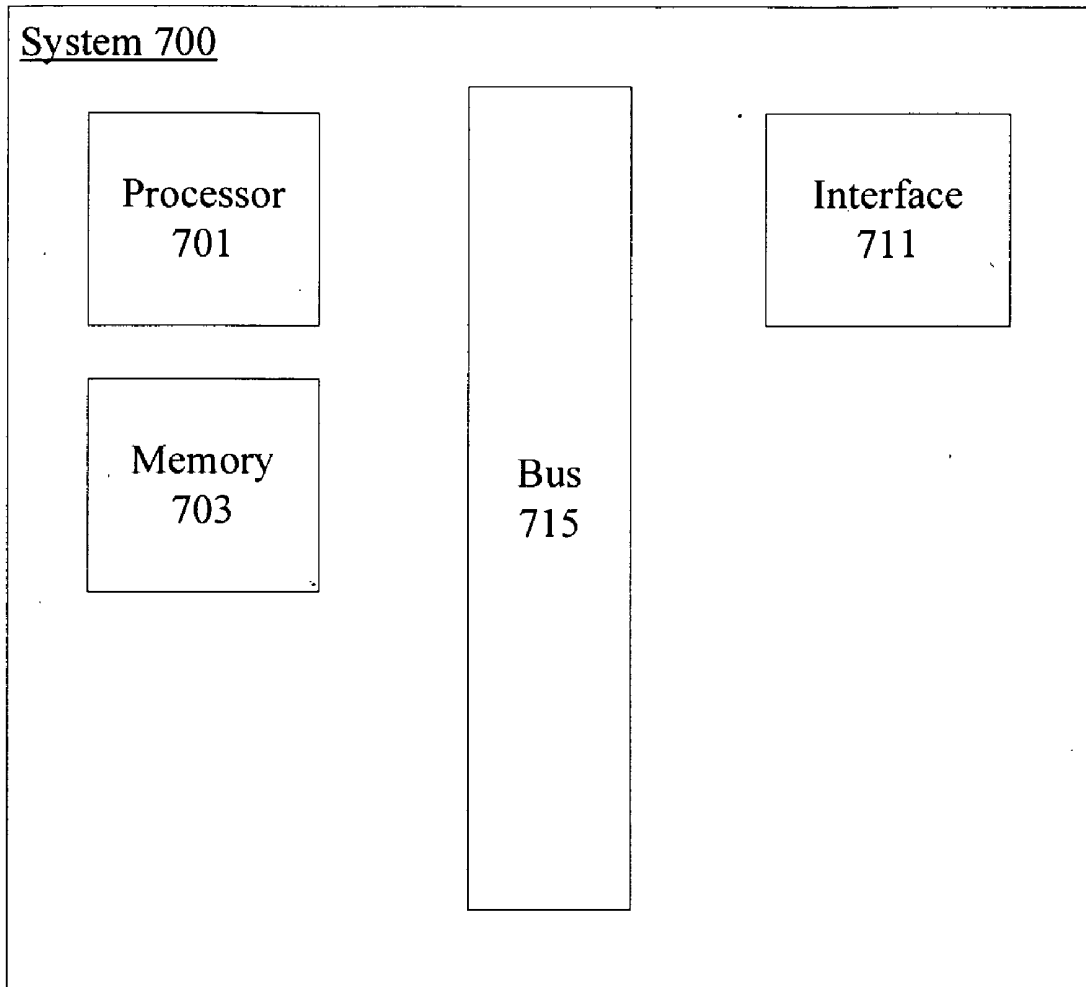 System 700
Processor
701
Interface
711
Memory
703
Bus
715